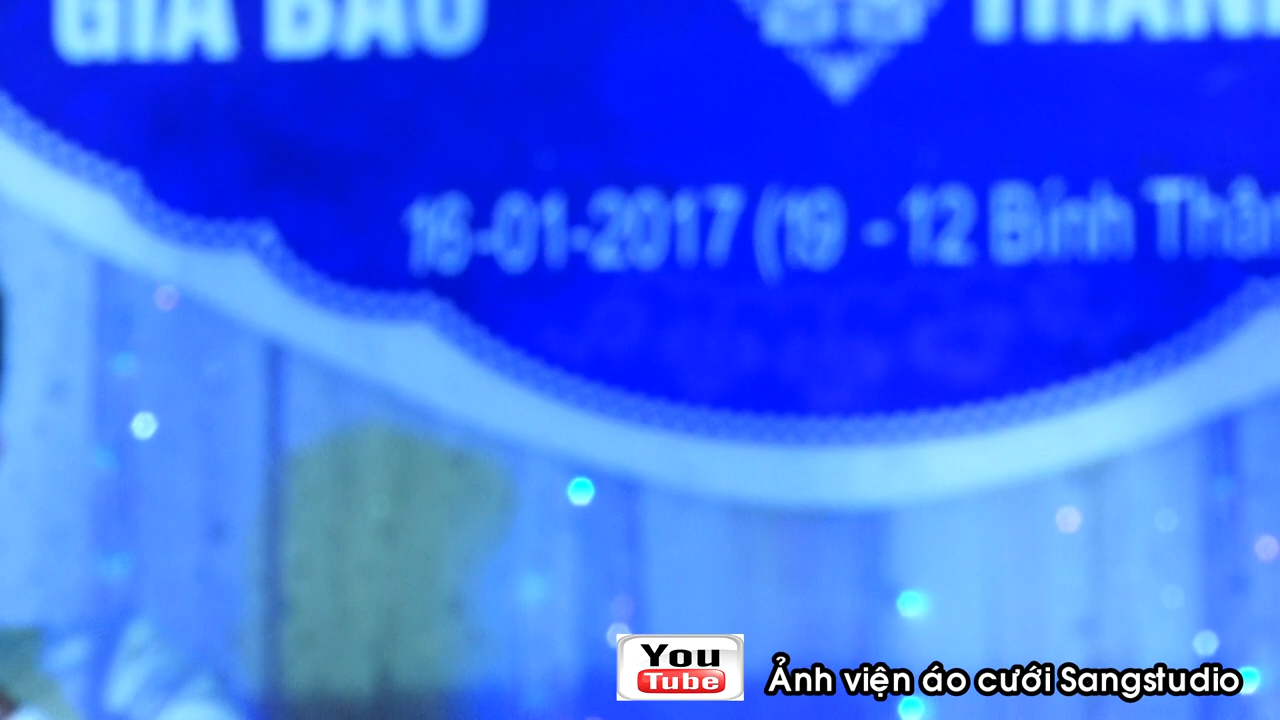 GIA BẢO
16-01-2017 (19 - 12 Bính Thân
You
Tube
Ảnh viện áo cưới Sangstudio